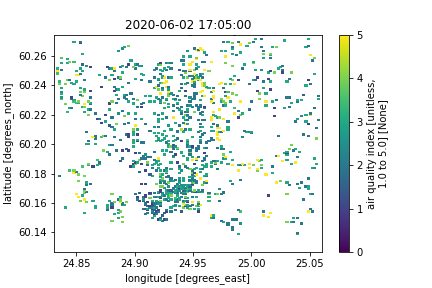 2020-06-02 17:05:00
60.26
60.24
60.22
60.20
60.18
60.16
60.14
latitude [degrees_north]
24.85 24.90 24.95 25.00 25.05
longitude [degrees_east]
5
4
3
2
1
0
air quality index [unitless,
1.0 to 5.0] [None]